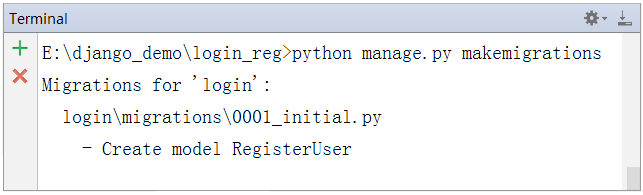 Terminal
E:\django_demo\login_reg>python manage.py makemigrations
Migrations for 'login':
  login\migrations\0001_initial.py
    - Create model RegisterUser